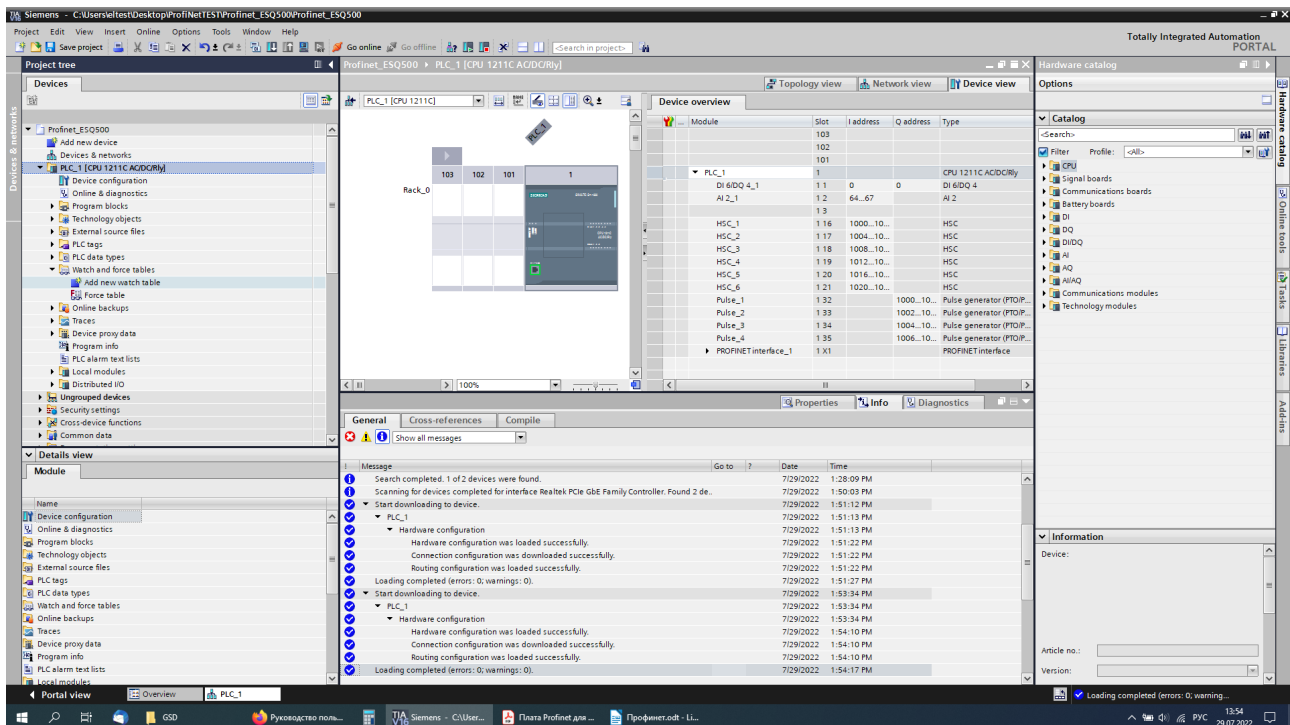 Siemens - C:\Users\eltest\Desktop\ProfiNetTEST\Profinet_ESQ500\Profinet_ESQ500
Project Edit View Insert Online Options Tools Window Help
Totally Integrated Automation
PORTAL
Save project Go online Go offline <Search in project>
Project tree
Profinet_ESQ500 PLC_1 [CPU 1211C AC/DC/Rly]
Hardware catalog
Devices
Topology view Network view Device view
Options
PLC_1 [CPU 1211C]
Device overview
Devices & networks
Profinet_ESQ500
Add new device
Devices & networks
PLC_1 [CPU 1211C AC/DC/Rly]
Device configuration
Online & diagnostics
Program blocks
Technology objects
External source files
PLC tags
PLC data types
Watch and force tables
Add new watch table
Force table
Online backups
Traces
Device proxy data
Program info
PLC alarm text lists
Local modules
Distributed I/O
Ungrouped devices
Security settings
Cross-device functions
Common data
PLC_1
103 102 101 1
Rack_0
SIEMENS
100%
... Module Slot I address Q address Type
103
102
101
PLC_1 1 CPU 1211C AC/DC/Rly
DI 6/DQ 4_1 1 1 0 0 DI 6/DQ 4
AI 2_1 1 2 64...67 AI 2
1 3
HSC_1 1 16 1000...10... HSC
HSC_2 1 17 1004...10... HSC
HSC_3 1 18 1008...10... HSC
HSC_4 1 19 1012...10... HSC
HSC_5 1 20 1016...10... HSC
HSC_6 1 21 1020...10... HSC
Pulse_1 1 32 1000...10... Pulse generator (PTO/P...
Pulse_2 1 33 1002...10... Pulse generator (PTO/P...
Pulse_3 1 34 1004...10... Pulse generator (PTO/P...
Pulse_4 1 35 1006...10... Pulse generator (PTO/P...
PROFINET interface_1 1 X1 PROFINET interface
Catalog
<Search>
Filter Profile: <All>
CPU
Signal boards
Communications boards
Battery boards
DI
DQ
DI/DQ
AI
AQ
AI/AQ
Communications modules
Technology modules
Hardware catalog
Online tools
Tasks
Libraries
Add-ins
Properties Info Diagnostics
General Cross-references Compile
Show all messages
! Message Go to ? Date Time
Search completed. 1 of 2 devices were found. 7/29/2022 1:28:09 PM
Scanning for devices completed for interface Realtek PCIe GbE Family Controller. Found 2 de.. 7/29/2022 1:50:03 PM
Start downloading to device. 7/29/2022 1:51:12 PM
PLC_1 7/29/2022 1:51:13 PM
Hardware configuration 7/29/2022 1:51:13 PM
Hardware configuration was loaded successfully. 7/29/2022 1:51:22 PM
Connection configuration was downloaded successfully. 7/29/2022 1:51:22 PM
Routing configuration was loaded successfully. 7/29/2022 1:51:22 PM
Loading completed (errors: 0; warnings: 0). 7/29/2022 1:51:27 PM
Start downloading to device. 7/29/2022 1:53:34 PM
PLC_1 7/29/2022 1:53:34 PM
Hardware configuration 7/29/2022 1:53:34 PM
Hardware configuration was loaded successfully. 7/29/2022 1:54:10 PM
Connection configuration was downloaded successfully. 7/29/2022 1:54:10 PM
Routing configuration was loaded successfully. 7/29/2022 1:54:10 PM
Loading completed (errors: 0; warnings: 0). 7/29/2022 1:54:17 PM
Details view
Module
Name
Device configuration
Online & diagnostics
Program blocks
Technology objects
External source files
PLC tags
PLC data types
Watch and force tables
Online backups
Traces
Device proxy data
Program info
PLC alarm text lists
Local modules
Information
Device:
Article no.:
Version:
Portal view Overview PLC_1
Loading completed (errors: 0; warning...
GSD Руководство поль... Siemens - C:\User... Плата Profinet для ... Профинет.odt - Li...
РУС
13:54
29.07.2022